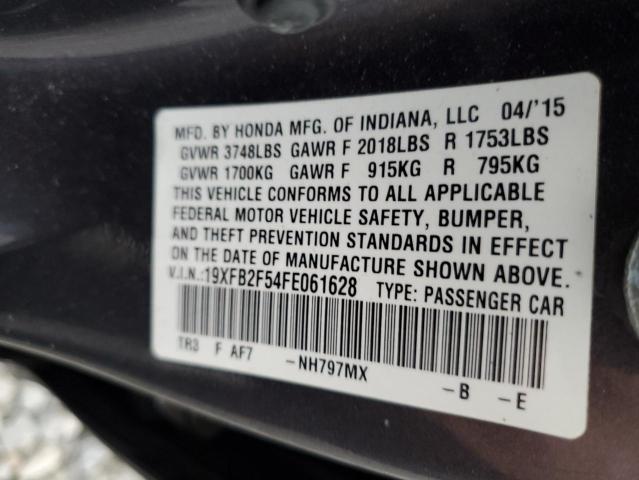 MFD. BY HONDA MFG. OF INDIANA, LLC 04/'15
GVWR 3748LBS GAWR F 2018LBS R 1753LBS
GVWR 1700KG GAWR F 915KG R 795KG
THIS VEHICLE CONFORMS TO ALL APPLICABLE
FEDERAL MOTOR VEHICLE SAFETY, BUMPER,
AND THEFT PREVENTION STANDARDS IN EFFECT
ON THE DATE OF MANUFACTURE SHOWN ABOVE.
V.I.N.:19XFB2F54FE061628 TYPE: PASSENGER CAR
TR3 F AF7 -NH797MX -B -E